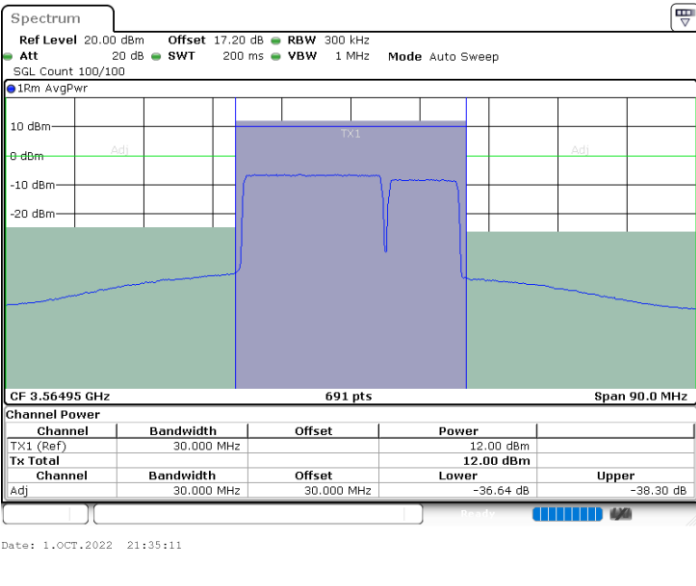 Spectrum
Ref Level 20.00 dBm Offset 17.20 dB RBW 300 kHz
Att 20 dB SWT 200 ms VBW 1 MHz Mode Auto Sweep
SGL Count 100/100
1Rm AvgPwr
10 dBm
TX1
Adj Adj
0 dBm
-10 dBm
-20 dBm
CF 3.56495 GHz 691 pts Span 90.0 MHz
Channel Power
Channel Bandwidth Offset Power
TX1 (Ref) 30.000 MHz 12.00 dBm
Tx Total 12.00 dBm
Channel Bandwidth Offset Lower Upper
Adj 30.000 MHz 30.000 MHz -36.64 dB -38.30 dB
Ready
Date: 1.OCT.2022 21:35:11